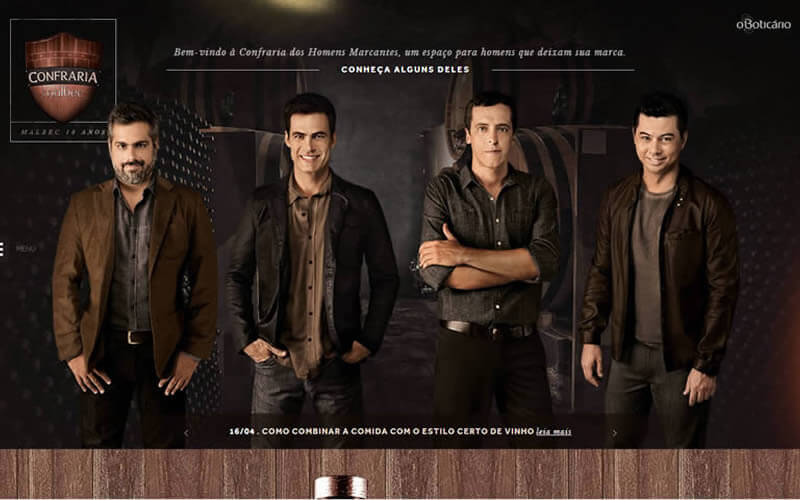 oBoticário
Bem-vindo à Confraria dos Homens Marcantes, um espaço para homens que deixam sua marca.
CONHEÇA ALGUNS DELES
CONFRARIA
malbec
MALBEC 10 ANOS
MENU
16/04 . COMO COMBINAR A COMIDA COM O ESTILO CERTO DE VINHO leia mais